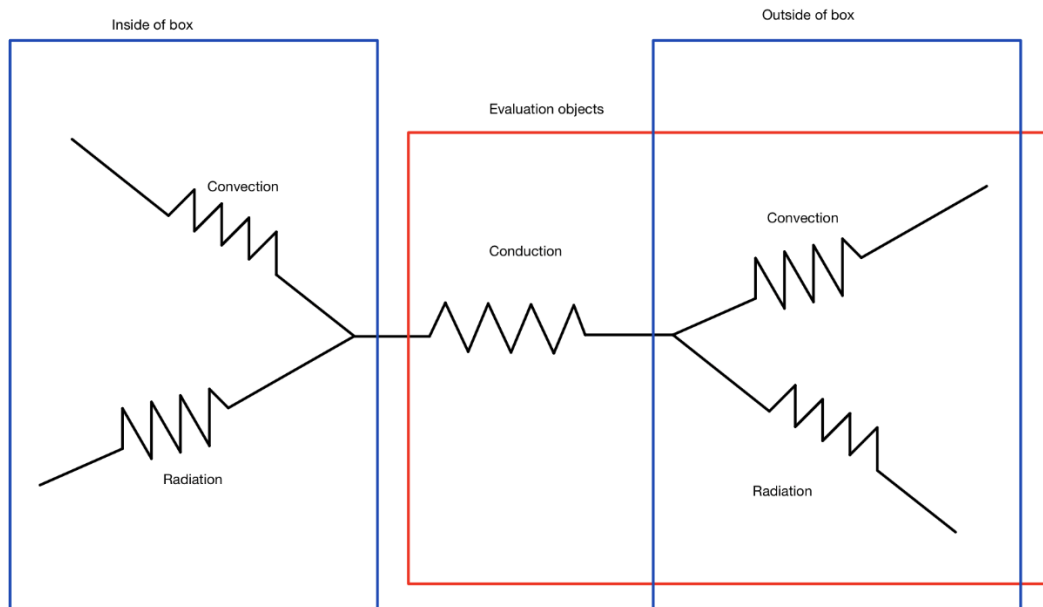 Inside of box
Outside of box
Evaluation objects
Convection
Convection
Conduction
Radiation
Radiation